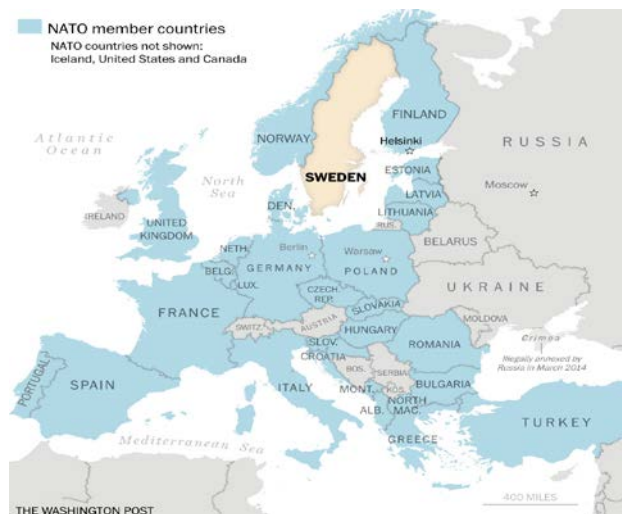 NATO member countries
NATO countries not shown:
Iceland, United States and Canada
Atlantic
Ocean
North
Sea
NORWAY
FINLAND
Helsinki
SWEDEN
RUSSIA
Moscow
ESTONIA
LATVIA
LITHUANIA
RUS.
DEN.
IRELAND
UNITED
KINGDOM
NETH.
BELG.
LUX.
Berlin
GERMANY
Warsaw
POLAND
BELARUS
UKRAINE
CZECH.
REP.
SLOVAKIA
FRANCE
SWITZ.
AUSTRIA
HUNGARY
MOLDOVA
ROMANIA
Crimea
Illegally annexed by
Russia in March 2014
SLOV.
CROATIA
BOS.
SERBIA
KOS.
MONT.
NORTH
MAC.
ALB.
BULGARIA
PORTUGAL
SPAIN
ITALY
GREECE
TURKEY
Mediterranean Sea
400 MILES
THE WASHINGTON POST